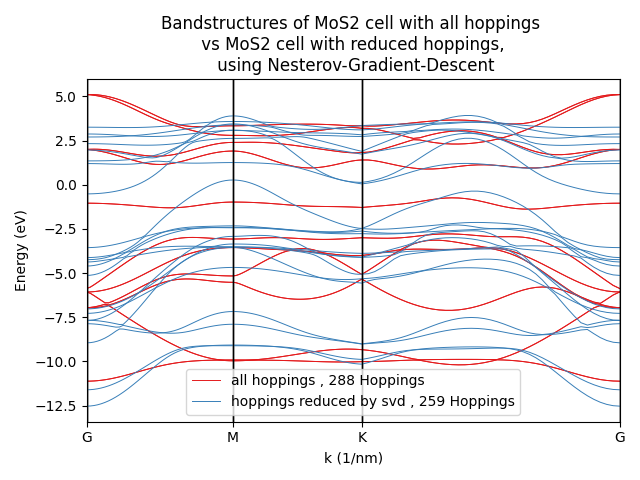 Bandstructures of MoS2 cell with all hoppings
vs MoS2 cell with reduced hoppings,
using Nesterov-Gradient-Descent
5.0
2.5
0.0
−2.5
−5.0
−7.5
−10.0
−12.5
Energy (eV)
all hoppings , 288 Hoppings
hoppings reduced by svd , 259 Hoppings
G M K G
k (1/nm)